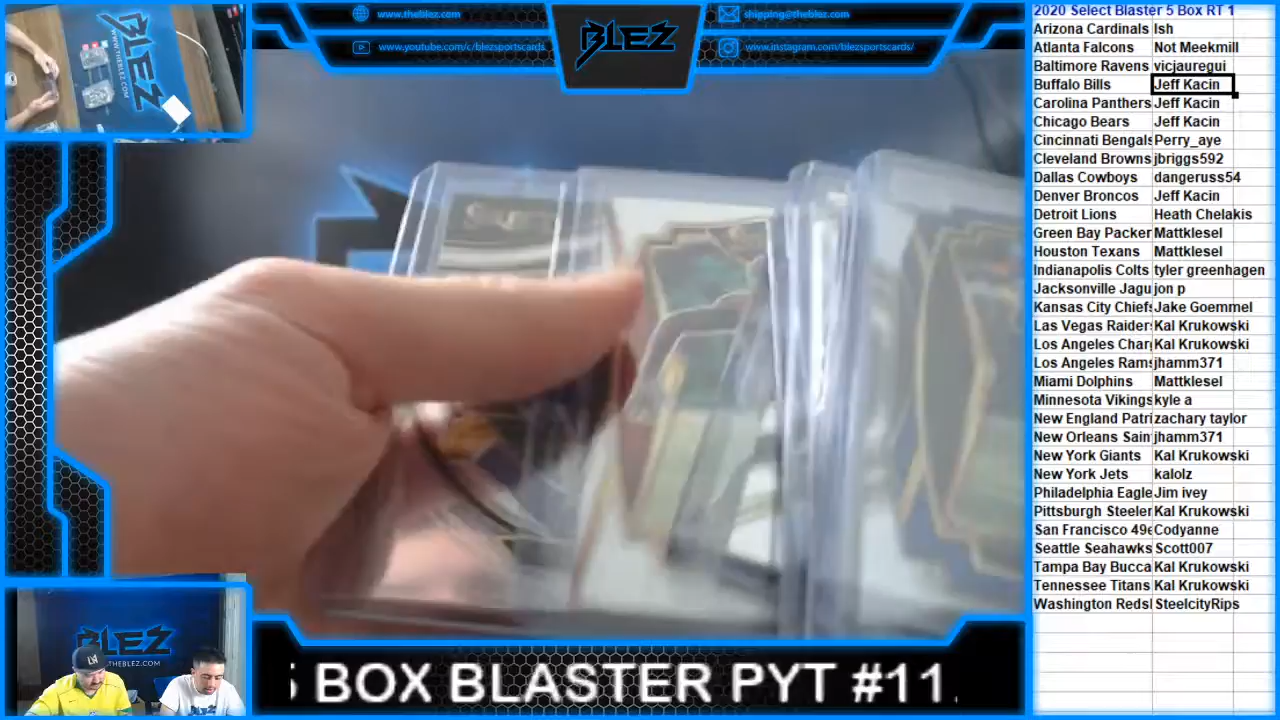 www.theblez.com
BLEZ
shipping@theblez.com
www.youtube.com/c/blezsportscards
www.instagram.com/blezsportscards/
BLEZ
WWW.THEBLEZ.COM
2020 Select Blaster 5 Box RT 1
Arizona Cardinals Ish
Atlanta Falcons Not Meekmill
Baltimore Ravens vicjauregui
Buffalo Bills Jeff Kacin
Carolina Panthers Jeff Kacin
Chicago Bears Jeff Kacin
Cincinnati Bengals Perry_aye
Cleveland Browns jbriggs592
Dallas Cowboys dangeruss54
Denver Broncos Jeff Kacin
Detroit Lions Heath Chelakis
Green Bay Packer Mattklesel
Houston Texans Mattklesel
Indianapolis Colts tyler greenhagen
Jacksonville Jagu jon p
Kansas City Chiefs Jake Goemmel
Las Vegas Raider Kal Krukowski
Los Angeles Charg Kal Krukowski
Los Angeles Rams jhamm371
Miami Dolphins Mattklesel
Minnesota Vikings kyle a
New England Patri zachary taylor
New Orleans Sain jhamm371
New York Giants Kal Krukowski
New York Jets kalolz
Philadelphia Eagle Jim ivey
Pittsburgh Steeler Kal Krukowski
San Francisco 49e Codyanne
Seattle Seahawks Scott007
Tampa Bay Bucca Kal Krukowski
Tennessee Titans Kal Krukowski
Washington Reds SteelcityRips
BLEZ
THEBLEZ.COM
5 BOX BLASTER PYT #11.